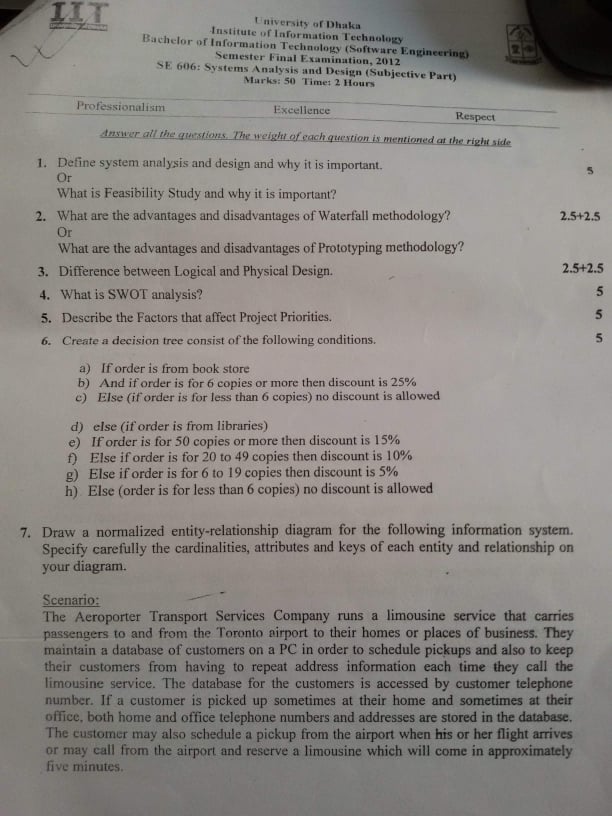 IIT
University of Dhaka
Institute of Information Technology
Bachelor of Information Technology (Software Engineering)
Semester Final Examination, 2012
SE 606: Systems Analysis and Design (Subjective Part)
Marks: 50 Time: 2 Hours
Professionalism Excellence Respect
Answer all the questions. The weight of each question is mentioned at the right side
1. Define system analysis and design and why it is important. 5
Or
What is Feasibility Study and why it is important?
2. What are the advantages and disadvantages of Waterfall methodology? 2.5+2.5
Or
What are the advantages and disadvantages of Prototyping methodology?
3. Difference between Logical and Physical Design. 2.5+2.5
4. What is SWOT analysis? 5
5. Describe the Factors that affect Project Priorities. 5
6. Create a decision tree consist of the following conditions. 5
a) If order is from book store
b) And if order is for 6 copies or more then discount is 25%
c) Else (if order is for less than 6 copies) no discount is allowed
d) else (if order is from libraries)
e) If order is for 50 copies or more then discount is 15%
f) Else if order is for 20 to 49 copies then discount is 10%
g) Else if order is for 6 to 19 copies then discount is 5%
h) Else (order is for less than 6 copies) no discount is allowed
7. Draw a normalized entity-relationship diagram for the following information system.
Specify carefully the cardinalities, attributes and keys of each entity and relationship on
your diagram.
Scenario:
The Aeroporter Transport Services Company runs a limousine service that carries
passengers to and from the Toronto airport to their homes or places of business. They
maintain a database of customers on a PC in order to schedule pickups and also to keep
their customers from having to repeat address information each time they call the
limousine service. The database for the customers is accessed by customer telephone
number. If a customer is picked up sometimes at their home and sometimes at their
office, both home and office telephone numbers and addresses are stored in the database.
The customer may also schedule a pickup from the airport when his or her flight arrives
or may call from the airport and reserve a limousine which will come in approximately
five minutes.